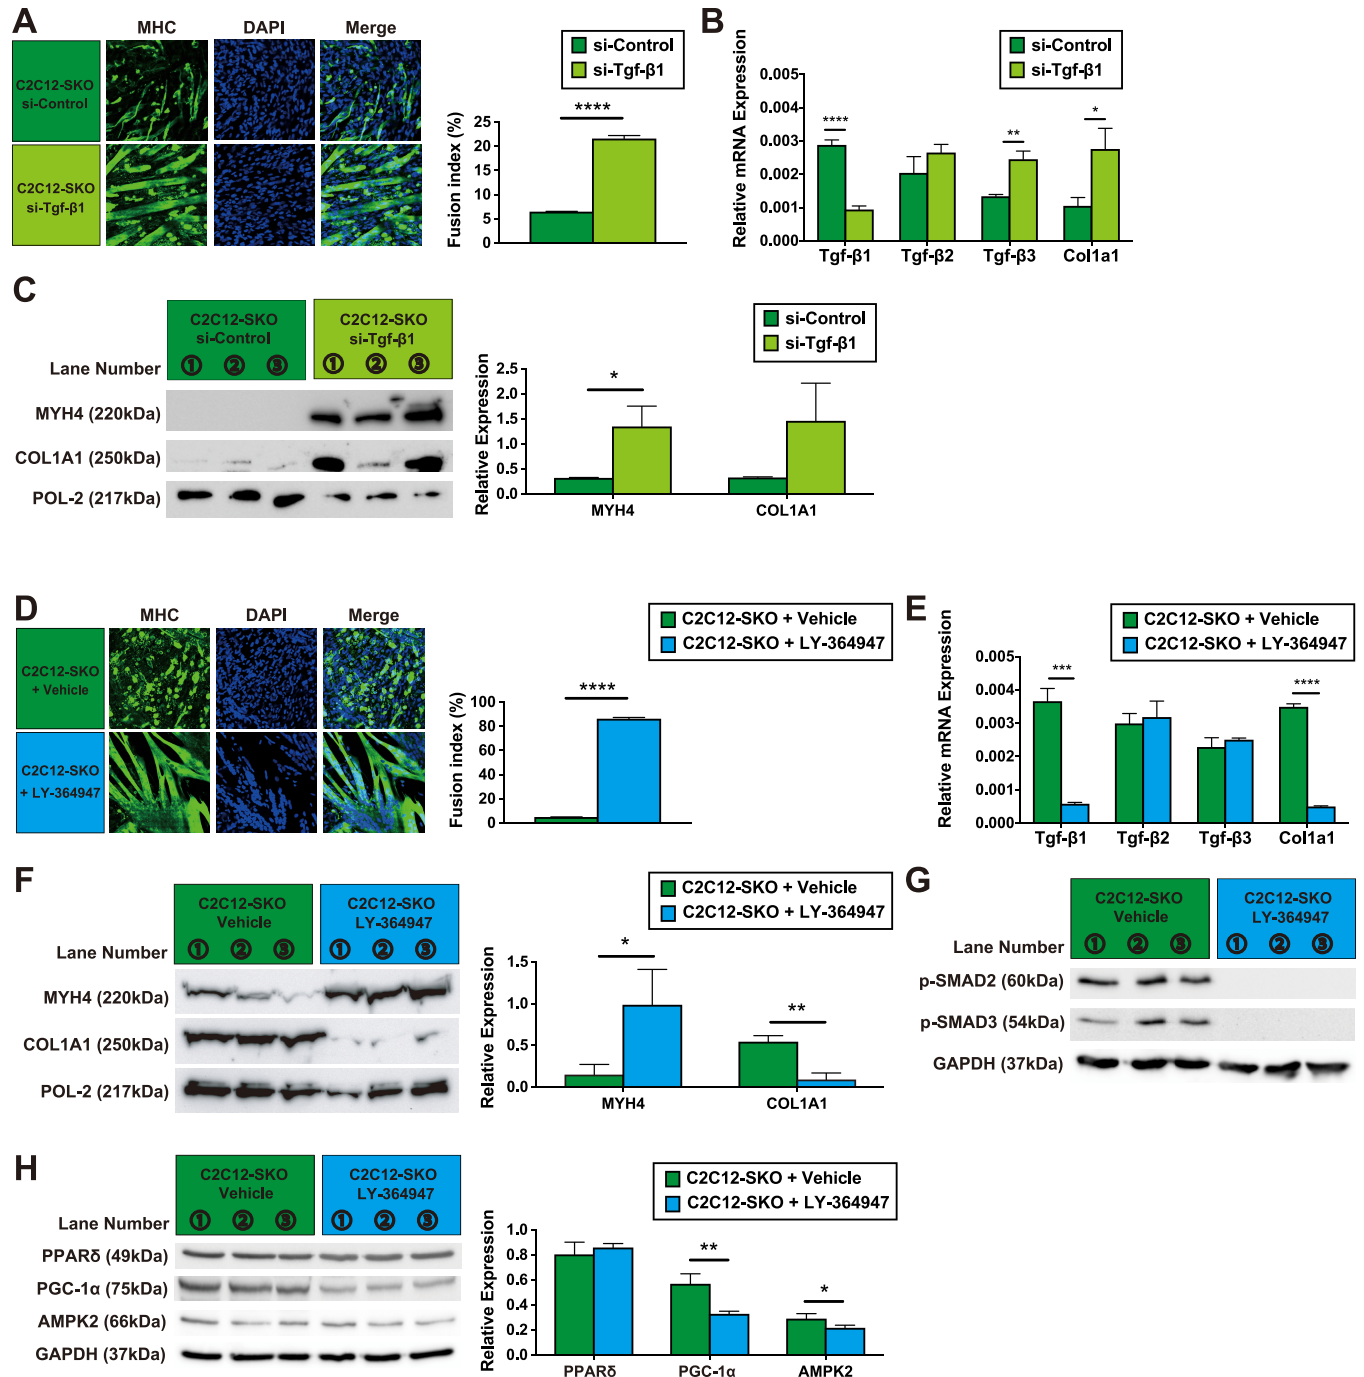 A
MHC DAPI Merge
C2C12-SKO
si-Control
C2C12-SKO
si-Tgf-β1
si-Control
si-Tgf-β1
Fusion index (%)
25
20
15
10
5
0
****
B
si-Control
si-Tgf-β1
Relative mRNA Expression
0.005
0.004
0.003
0.002
0.001
0.000
**** ** *
Tgf-β1 Tgf-β2 Tgf-β3 Col1a1
C
C2C12-SKO
si-Control
C2C12-SKO
si-Tgf-β1
Lane Number ① ② ③ ① ② ③
MYH4 (220kDa)
COL1A1 (250kDa)
POL-2 (217kDa)
si-Control
si-Tgf-β1
Relative Expression
2.5
2.0
1.5
1.0
0.5
0.0
*
MYH4 COL1A1
D
MHC DAPI Merge
C2C12-SKO
+ Vehicle
C2C12-SKO
+ LY-364947
C2C12-SKO + Vehicle
C2C12-SKO + LY-364947
Fusion index (%)
100
80
60
40
20
0
****
E
C2C12-SKO + Vehicle
C2C12-SKO + LY-364947
Relative mRNA Expression
0.005
0.004
0.003
0.002
0.001
0.000
*** ****
Tgf-β1 Tgf-β2 Tgf-β3 Col1a1
F
C2C12-SKO
Vehicle
C2C12-SKO
LY-364947
Lane Number ① ② ③ ① ② ③
MYH4 (220kDa)
COL1A1 (250kDa)
POL-2 (217kDa)
C2C12-SKO + Vehicle
C2C12-SKO + LY-364947
Relative Expression
1.5
1.0
0.5
0.0
* **
MYH4 COL1A1
G
C2C12-SKO
Vehicle
C2C12-SKO
LY-364947
Lane Number ① ② ③ ① ② ③
p-SMAD2 (60kDa)
p-SMAD3 (54kDa)
GAPDH (37kDa)
H
C2C12-SKO
Vehicle
C2C12-SKO
LY-364947
Lane Number ① ② ③ ① ② ③
PPARδ (49kDa)
PGC-1α (75kDa)
AMPK2 (66kDa)
GAPDH (37kDa)
C2C12-SKO + Vehicle
C2C12-SKO + LY-364947
Relative Expression
1.0
0.8
0.6
0.4
0.2
0.0
** *
PPARδ PGC-1α AMPK2